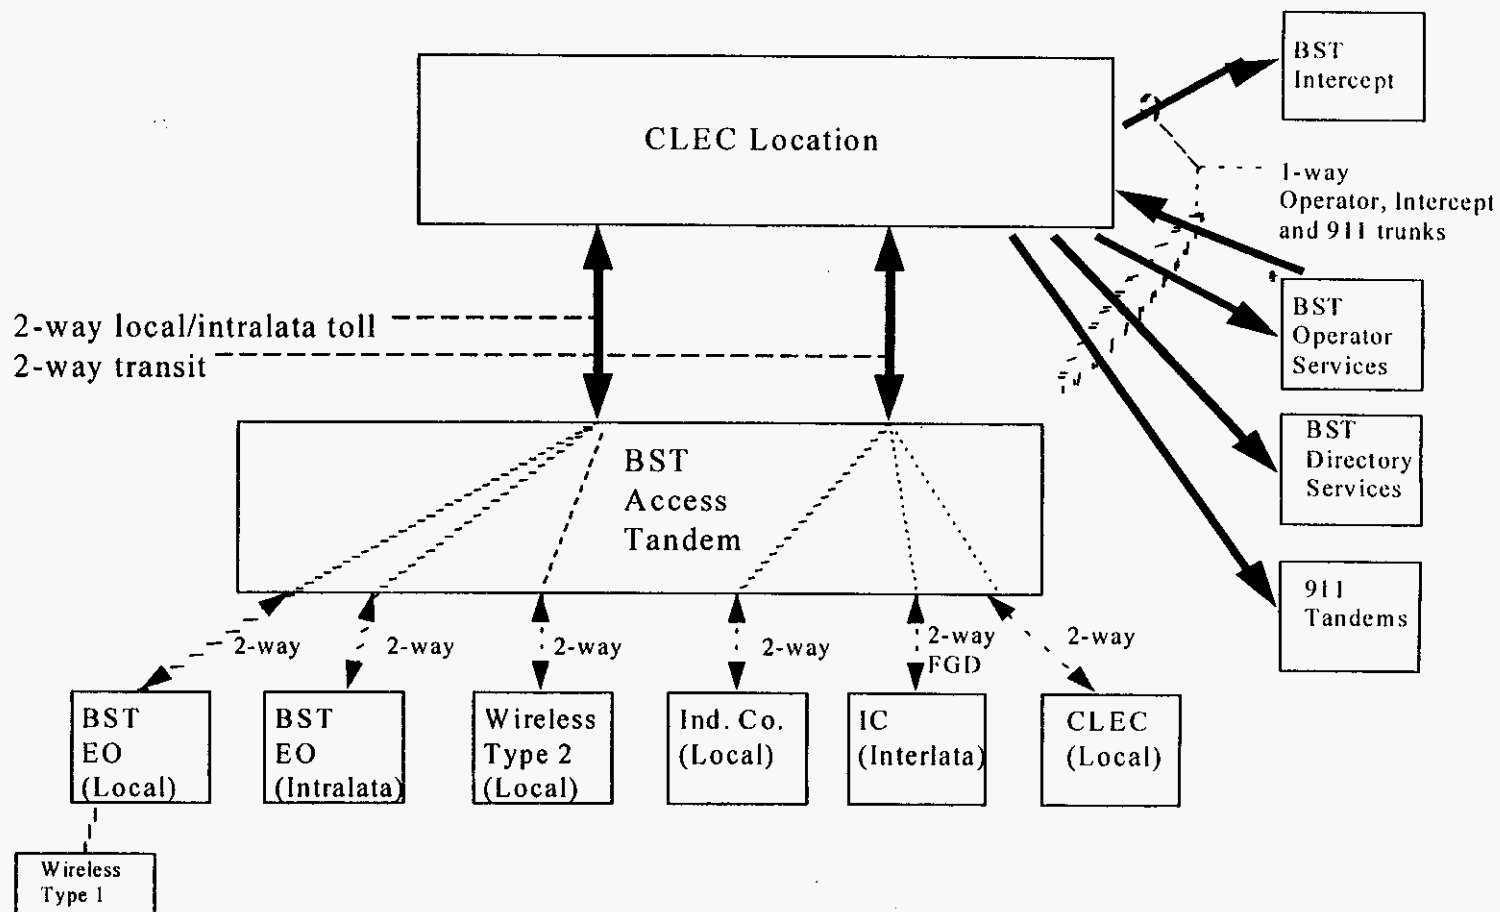 BST
Intercept
CLEC Location
1-way
Operator, Intercept
and 911 trunks
BST
Operator
Services
2-way local/intralata toll
2-way transit
BST
Directory
Services
BST
Access
Tandem
911
Tandems
2-way
2-way
2-way
2-way
2-way
FGD
2-way
BST
EO
(Local)
BST
EO
(Intralata)
Wireless
Type 2
(Local)
Ind. Co.
(Local)
IC
(Interlata)
CLEC
(Local)
Wireless
Type 1